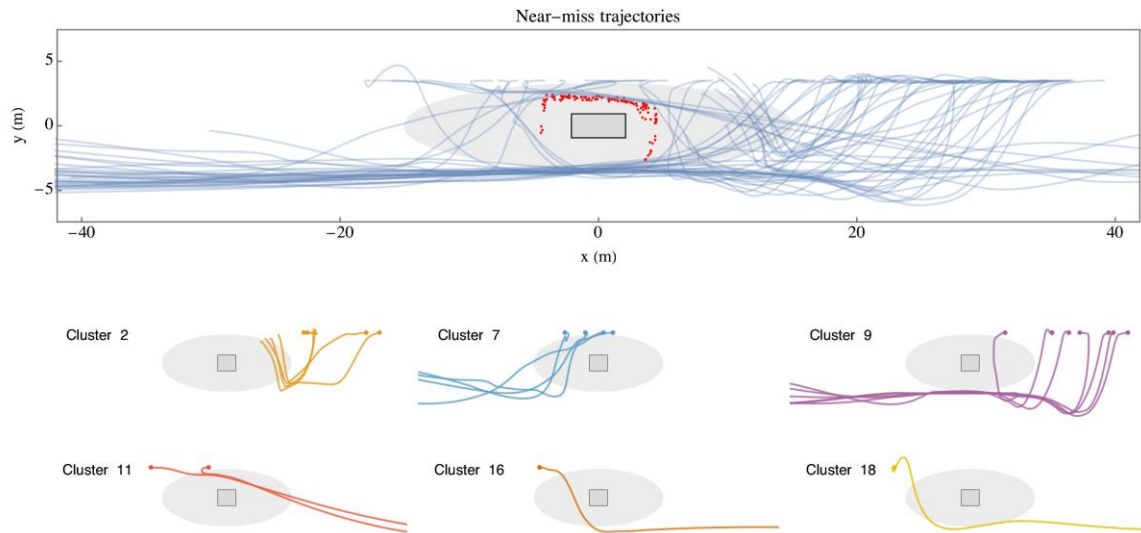 Near−miss trajectories
5
0
−5
y (m)
−40
−20
0
20
40
x (m)
Cluster 2
Cluster 7
Cluster 9
Cluster 11
Cluster 16
Cluster 18